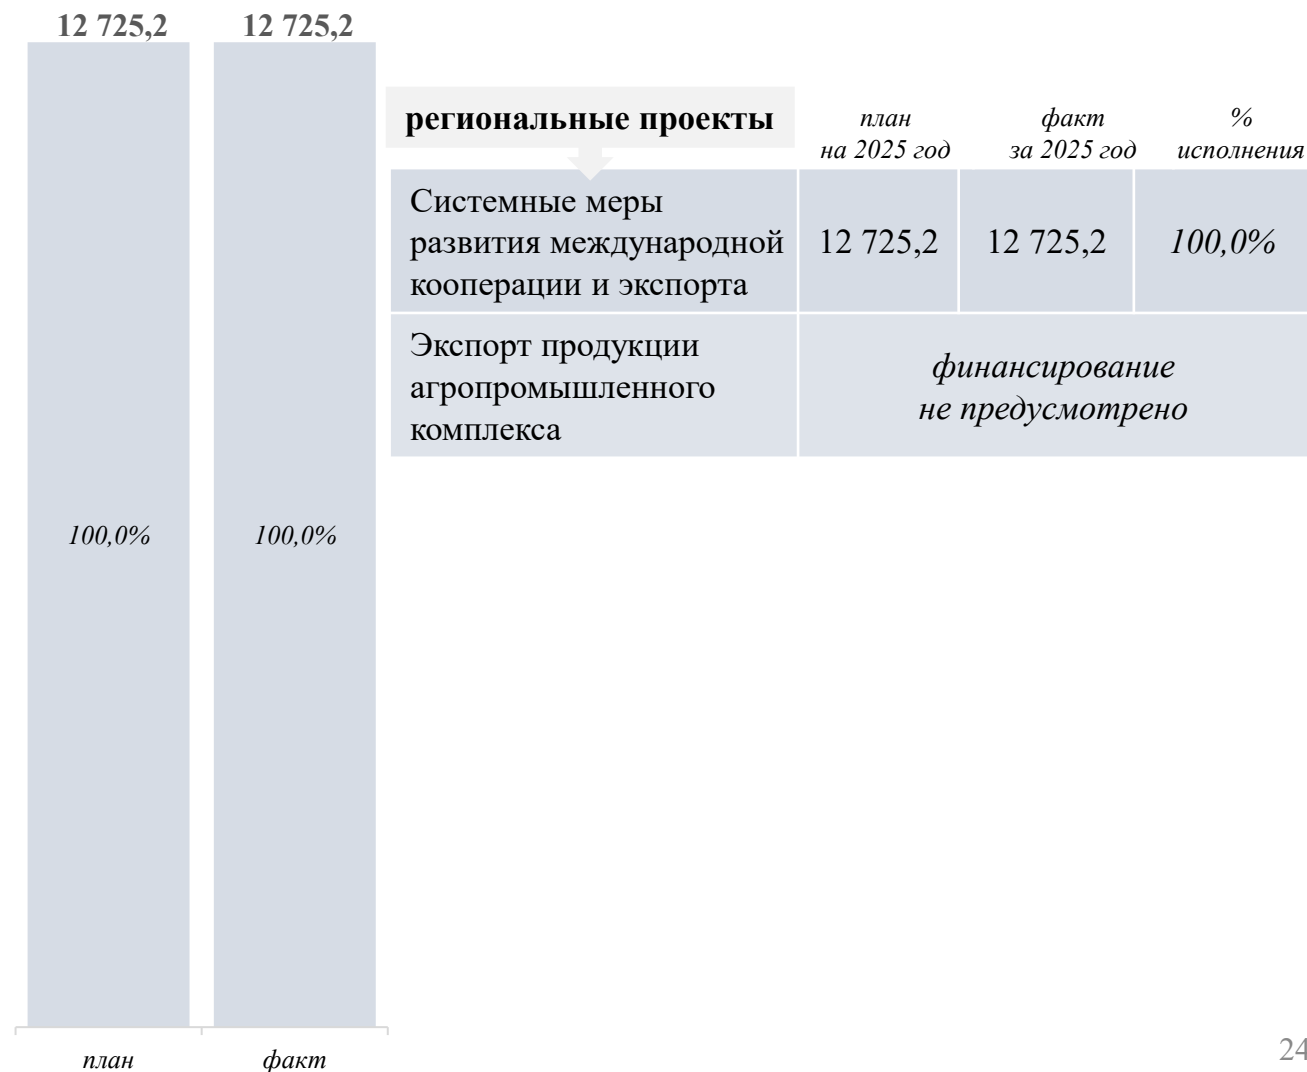 12 725,2 12 725,2
региональные проекты
план
на 2025 год
факт
за 2025 год
%
исполнения
Системные меры
развития международной
кооперации и экспорта
12 725,2 12 725,2 100,0%
Экспорт продукции
агропромышленного
комплекса
финансирование
не предусмотрено
100,0% 100,0%
план факт
24